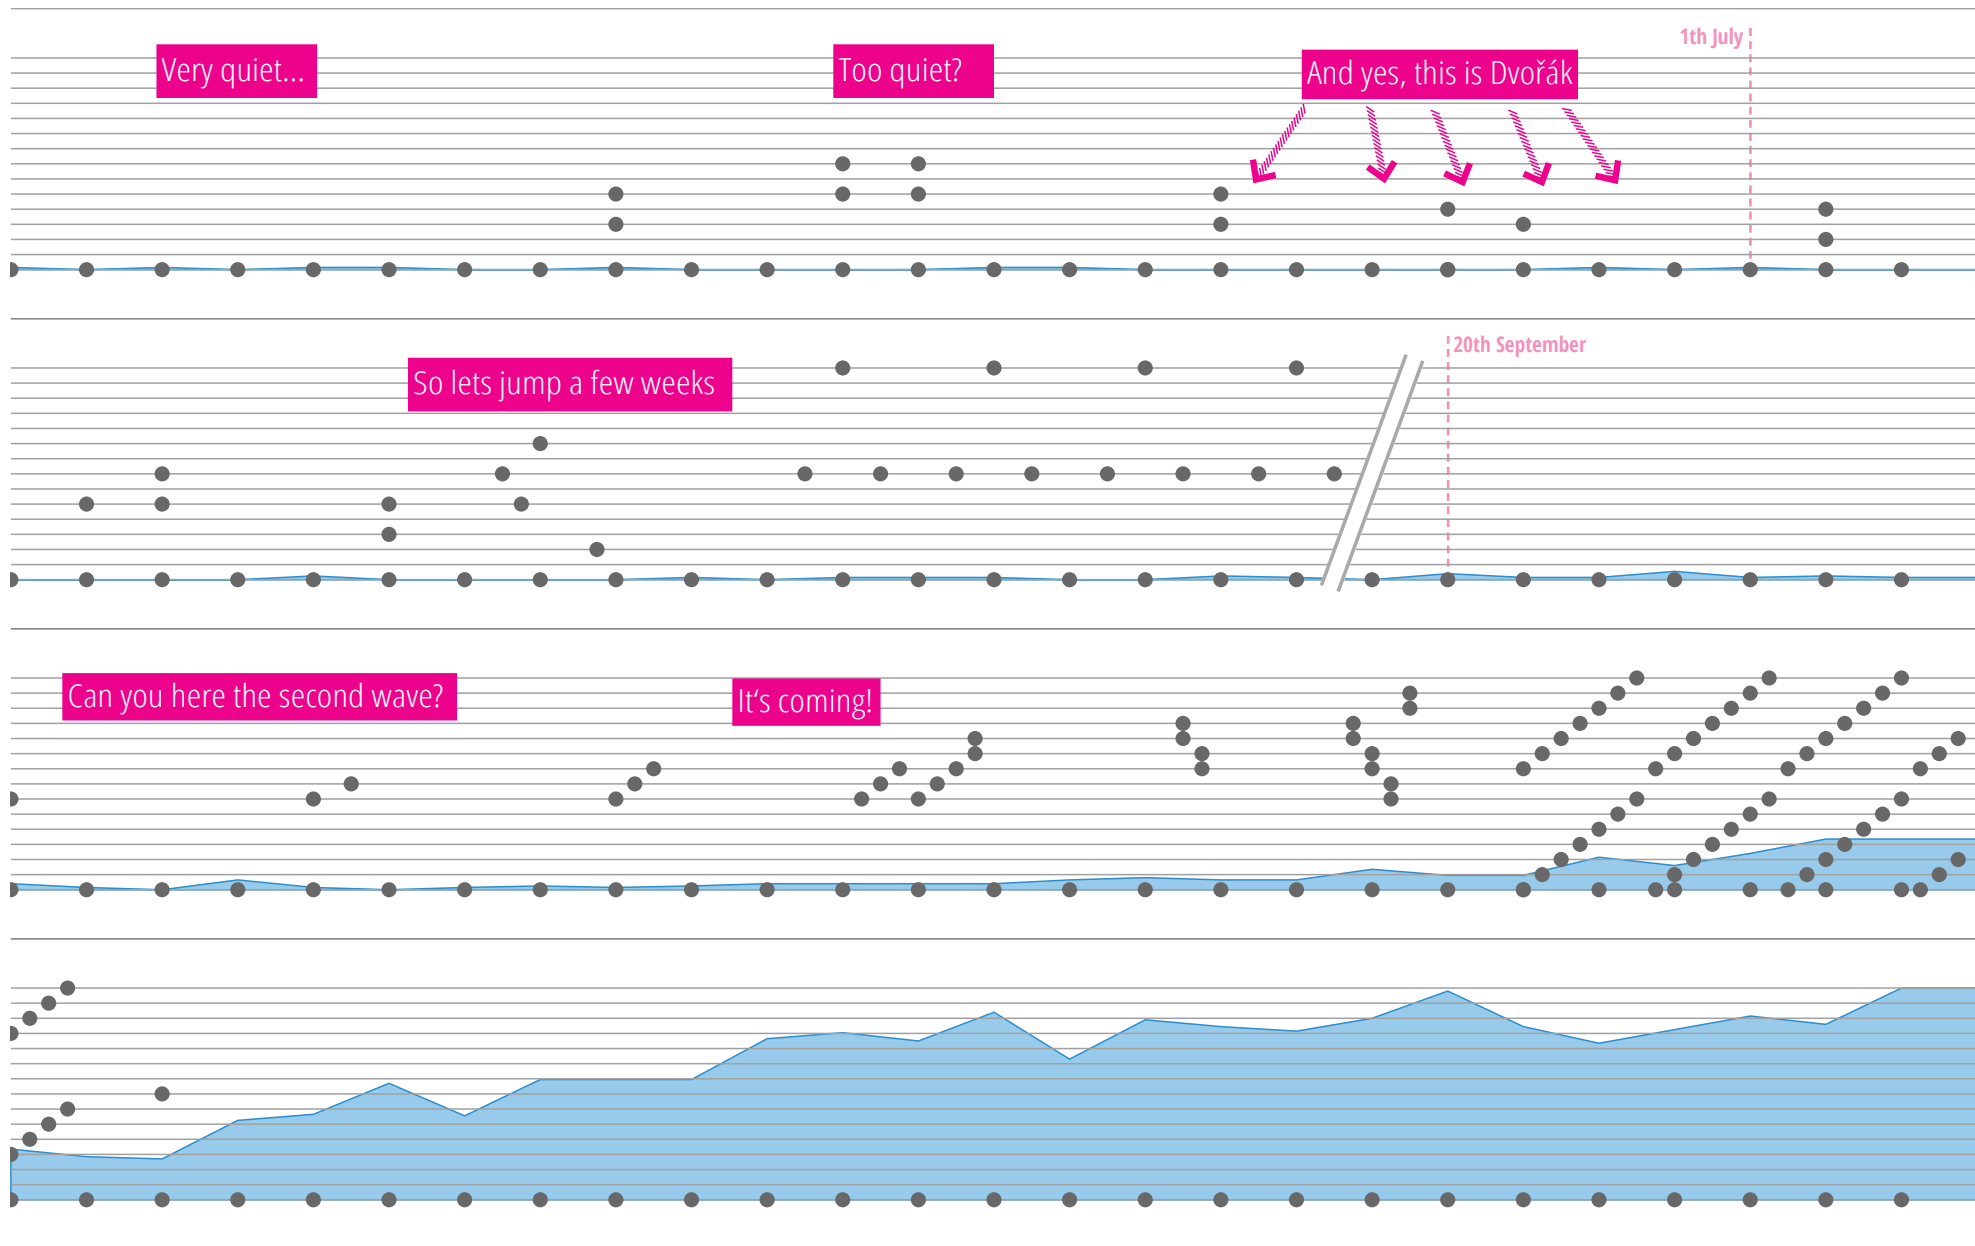 1th July
Very quiet...
Too quiet?
And yes, this is Dvořák
20th September
So lets jump a few weeks
Can you here the second wave?
It‘s coming!